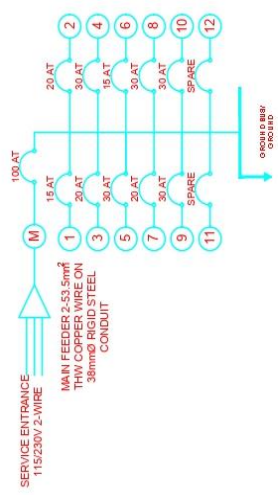 SERVICE ENTRANCE
115/230V 2-WIRE
M
100 AT
MAIN FEEDER 2-53.5mm²
THW COPPER WIRE ON
38mmØ RIGID STEEL
CONDUIT
1 15 AT 20 AT 2
3 20 AT 30 AT 4
5 30 AT 15 AT 6
7 20 AT 30 AT 8
9 30 AT 30 AT 10
11 SPARE SPARE 12
GROUND BUS/
GROUND